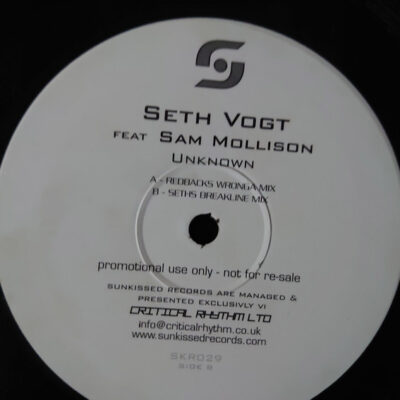 SETH VOGT
FEAT SAM MOLLISON
UNKNOWN
A - REDBACKS WRONGA MIX
B - SETHS BREAKLINE MIX
promotional use only - not for re-sale
SUNKISSED RECORDS ARE MANAGED &
PRESENTED EXCLUSIVLY VI
CRITICAL RHYTHM LTD
info@criticalrhythm.co.uk
www.sunkissedrecords.com
SKR029